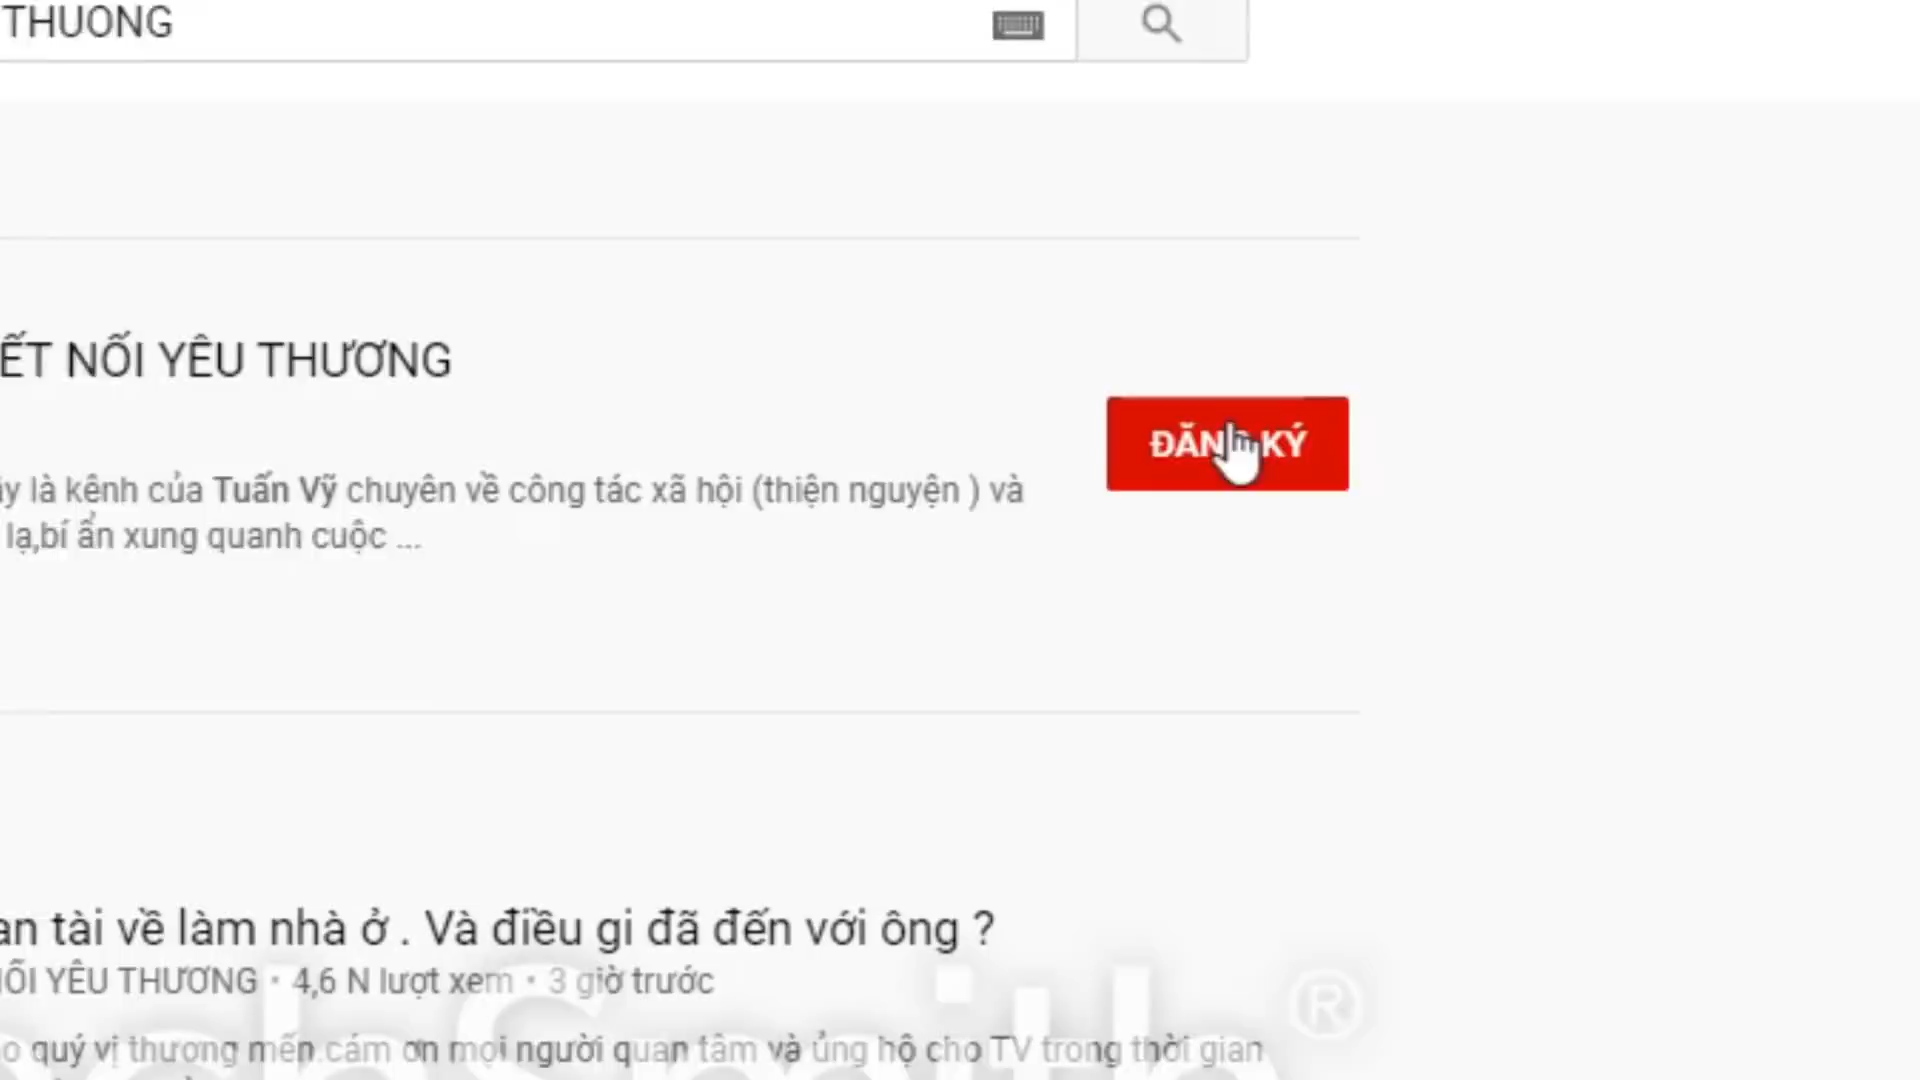 THUONG
ẾT NỐI YÊU THƯƠNG
ĐĂNG KÝ
ây là kênh của Tuấn Vỹ chuyên về công tác xã hội (thiện nguyện ) và
lạ,bí ẩn xung quanh cuộc ...
an tài về làm nhà ở . Và điều gi đã đến với ông ?
NỐI YÊU THƯƠNG • 4,6 N lượt xem • 3 giờ trước
o quý vị thương mến.cám ơn mọi người quan tâm và ủng hộ cho TV trong thời gian
chSmith®